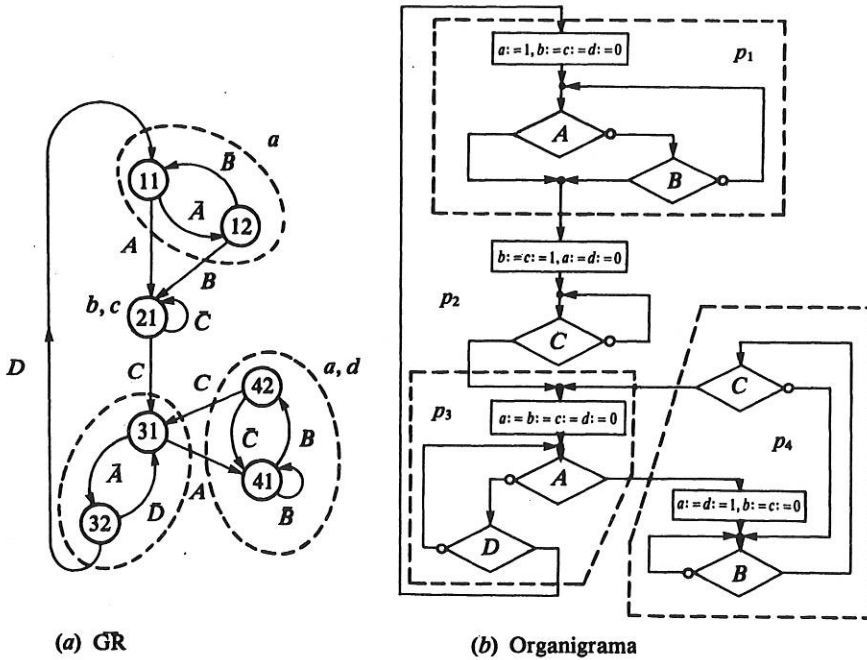 a:=1, b:=c:=d:=0
p1
a
B̄
11
A
Ā
12
B
A
B
b, c
21
C̄
b:=c:=1, a:=d:=0
p2
C
D
C
C
42
a, d
C
31
C̄
B
p3
a:=b:=c:=d:=0
p4
Ā
D̄
A
41
B̄
A
a:=d:=1, b:=c:=0
32
D
B
(a) GR
(b) Organigrama